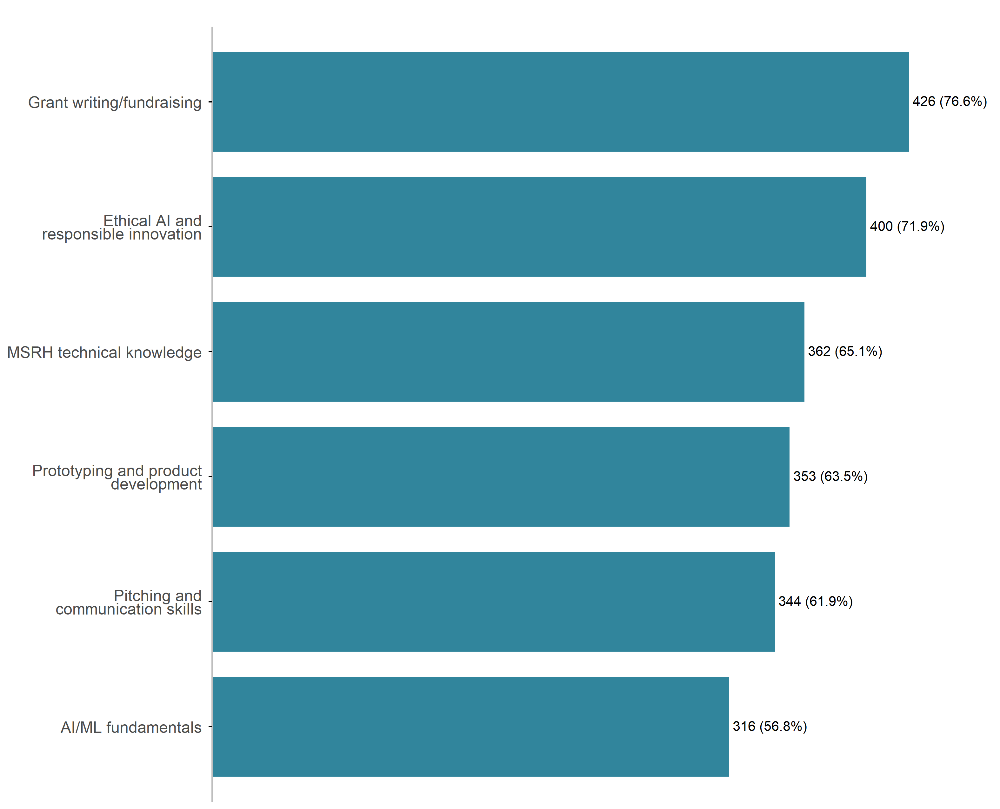 Grant writing/fundraising
426 (76.6%)
Ethical AI and
responsible innovation
400 (71.9%)
MSRH technical knowledge
362 (65.1%)
Prototyping and product
development
353 (63.5%)
Pitching and
communication skills
344 (61.9%)
AI/ML fundamentals
316 (56.8%)